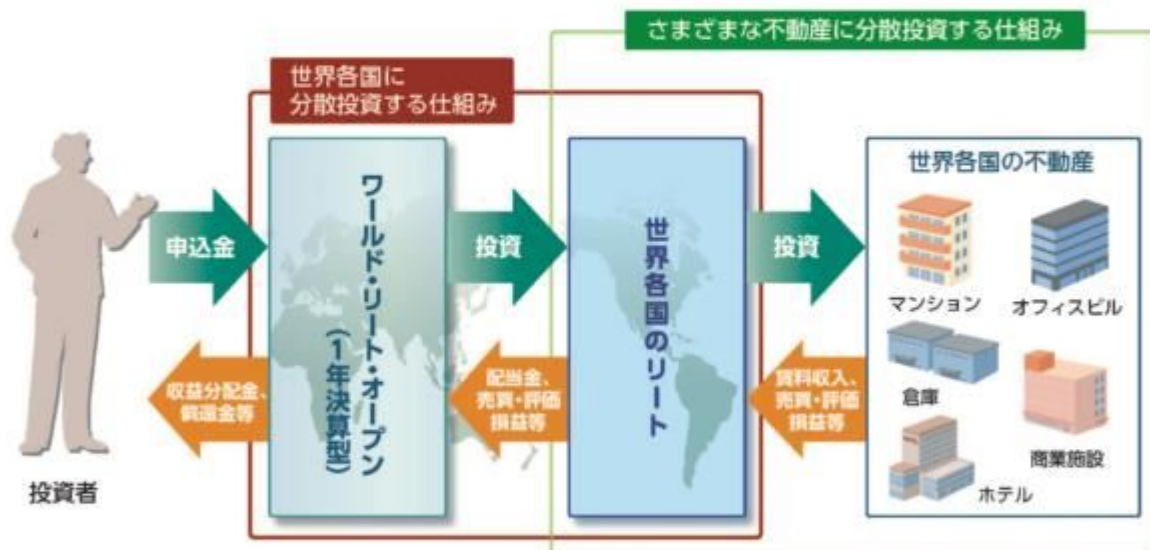 さまざまな不動産に分散投資する仕組み
世界各国に
分散投資する仕組み
投資者
申込金
収益分配金、
償還金等
ワールド・リート・オープン
(1年決算型)
投資
配当金、
売買・評価
損益等
世界各国のリート
投資
賃料収入、
売買・評価
損益等
世界各国の不動産
マンション
オフィスビル
倉庫
商業施設
ホテル